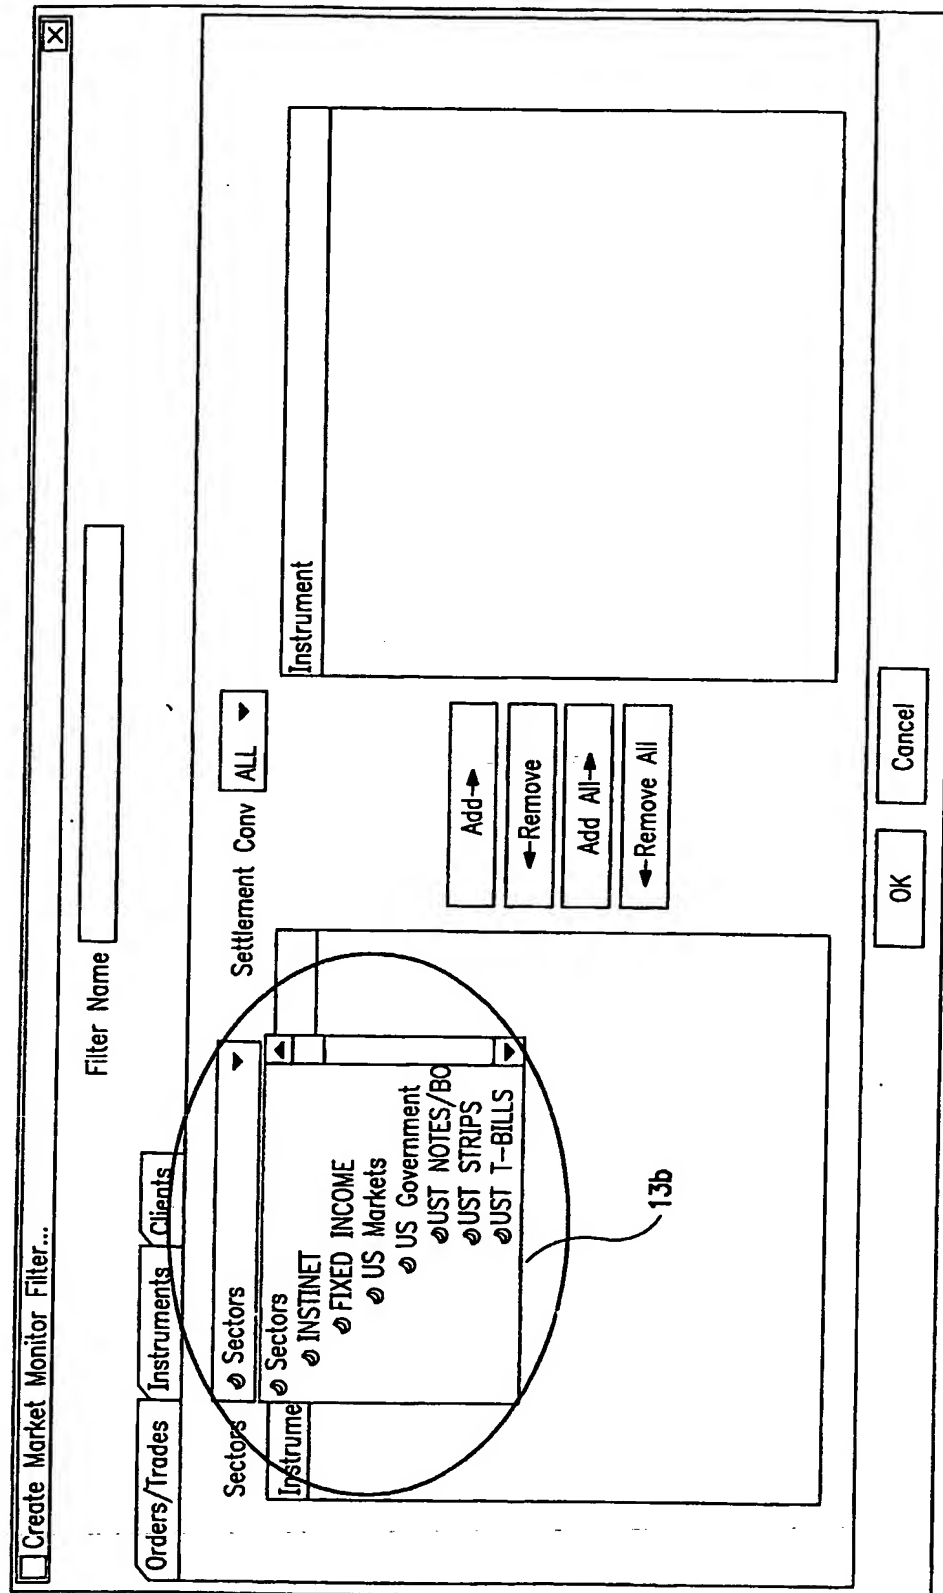 Create Market Monitor Filter...
Filter Name
Orders/Trades
Instruments
Clients
Sectors
Sectors
Settlement Conv
ALL
Instrume
Sectors
INSTINET
FIXED INCOME
US Markets
US Government
UST NOTES/BO
UST STRIPS
UST T-BILLS
Add
Remove
Add All
Remove All
Instrument
13b
OK
Cancel